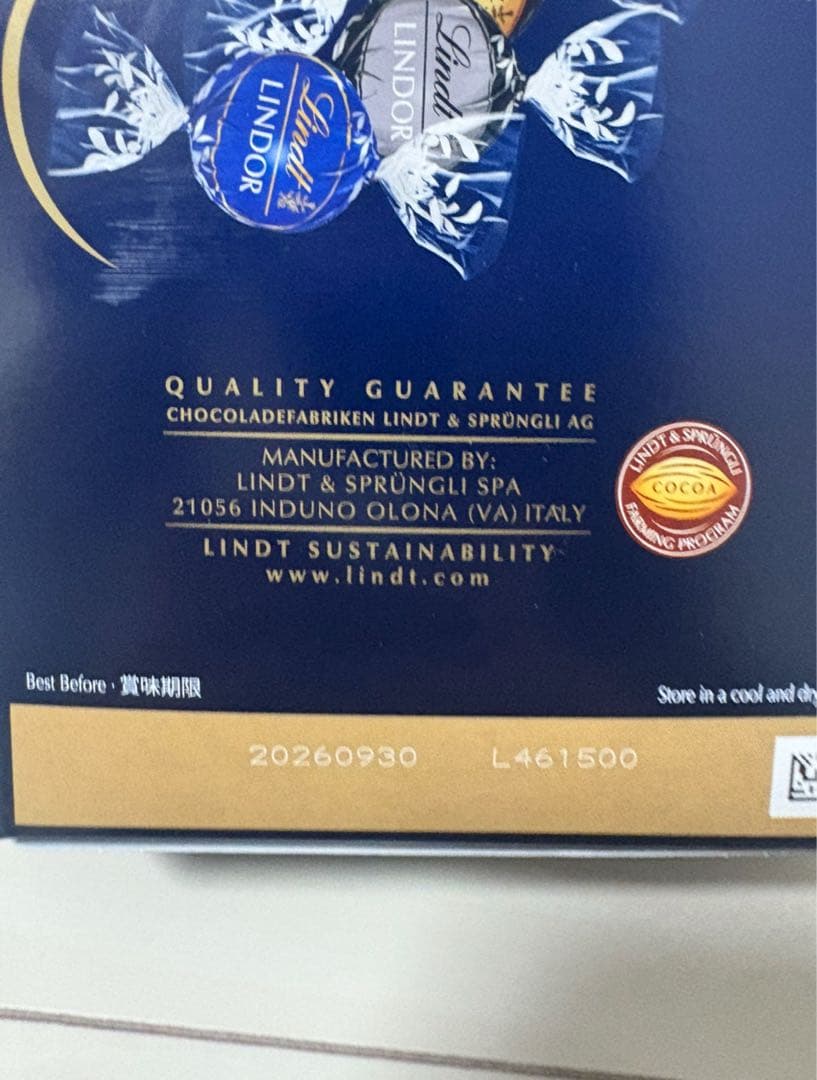 Lindt
LINDOR
Lindt
LINDOR
QUALITY GUARANTEE
CHOCOLADEFABRIKEN LINDT & SPRÜNGLI AG
MANUFACTURED BY:
LINDT & SPRÜNGLI SPA
21056 INDUNO OLONA (VA) ITALY
LINDT SUSTAINABILITY
www.lindt.com
LINDT & SPRÜNGLI
COCOA
FARMING PROGRAM
Best Before · 賞味期限
Store in a cool and dry
20260930 L461500